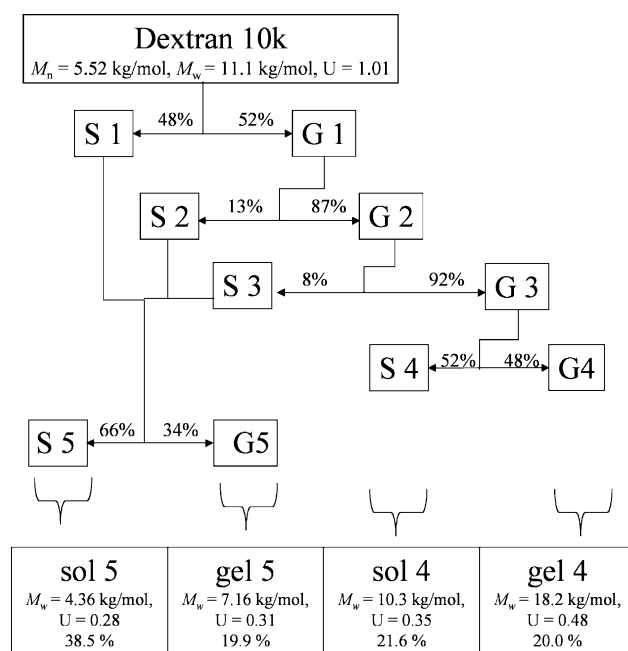 Dextran 10k
Mn = 5.52 kg/mol, Mw = 11.1 kg/mol, U = 1.01
S 1
48%
52%
G 1
S 2
13%
87%
G 2
S 3
8%
92%
G 3
S 4
52%
48%
G4
S 5
66%
34%
G5
sol 5
Mw = 4.36 kg/mol,
U = 0.28
38.5 %
gel 5
Mw = 7.16 kg/mol,
U = 0.31
19.9 %
sol 4
Mw = 10.3 kg/mol,
U = 0.35
21.6 %
gel 4
Mw = 18.2 kg/mol,
U = 0.48
20.0 %